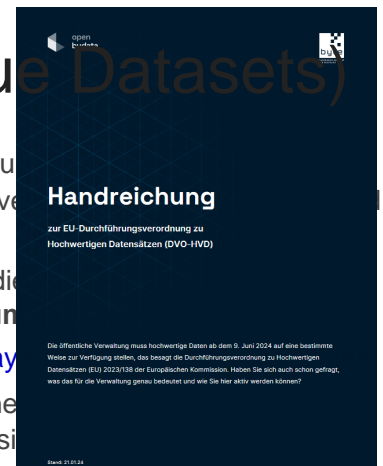 open
bydata
byte
ue Datasets)
Handreichung
zur EU-Durchführungsverordnung zu
Hochwertigen Datensätzen (DVO-HVD)
Die öffentliche Verwaltung muss hochwertige Daten ab dem 9. Juni 2024 auf eine bestimmte
Weise zur Verfügung stellen, das besagt die Durchführungsverordnung zu Hochwertigen
Datensätzen (EU) 2023/138 der Europäischen Kommission. Haben Sie sich auch schon gefragt,
was das für die Verwaltung genau bedeutet und wie Sie hier aktiv werden können?
Stand: 21.01.24